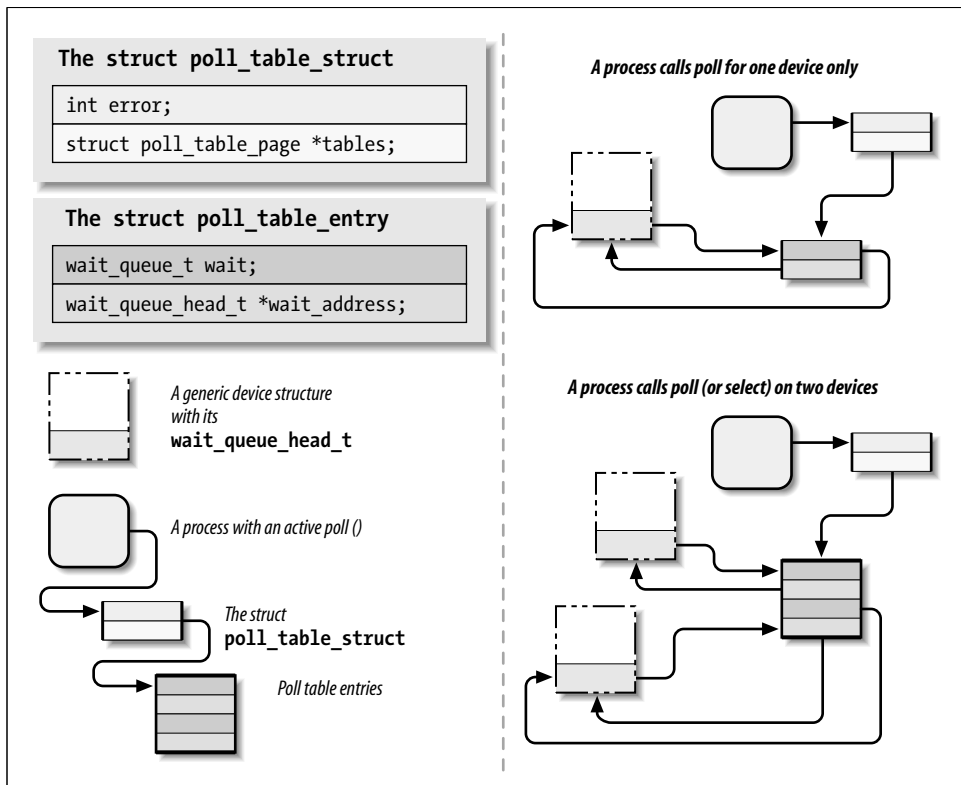 The struct poll_table_struct
int error;
struct poll_table_page *tables;
The struct poll_table_entry
wait_queue_t wait;
wait_queue_head_t *wait_address;
A generic device structure
with its
wait_queue_head_t
A process with an active poll ()
The struct
poll_table_struct
Poll table entries
A process calls poll for one device only
A process calls poll (or select) on two devices